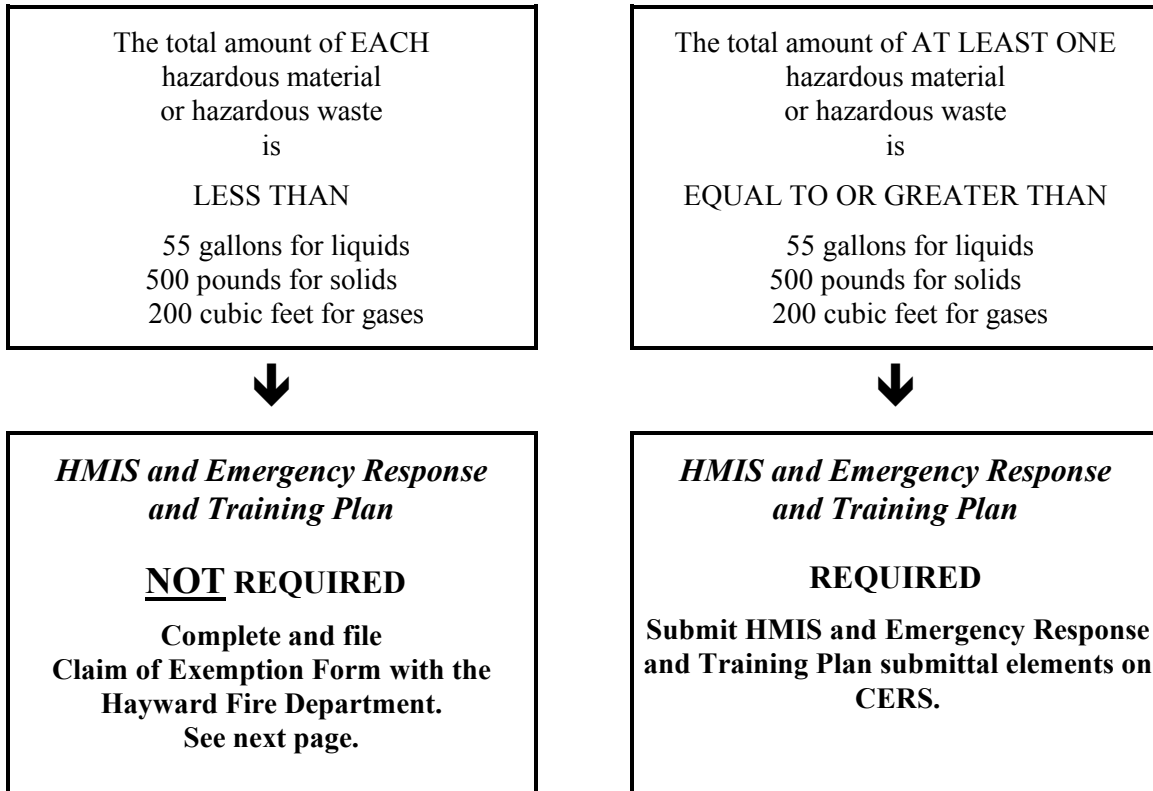 The total amount of EACH
hazardous material
or hazardous waste
is
LESS THAN
55 gallons for liquids
500 pounds for solids
200 cubic feet for gases
HMIS and Emergency Response
and Training Plan
NOT REQUIRED
Complete and file
Claim of Exemption Form with the
Hayward Fire Department.
See next page.
The total amount of AT LEAST ONE
hazardous material
or hazardous waste
is
EQUAL TO OR GREATER THAN
55 gallons for liquids
500 pounds for solids
200 cubic feet for gases
HMIS and Emergency Response
and Training Plan
REQUIRED
Submit HMIS and Emergency Response
and Training Plan submittal elements on
CERS.